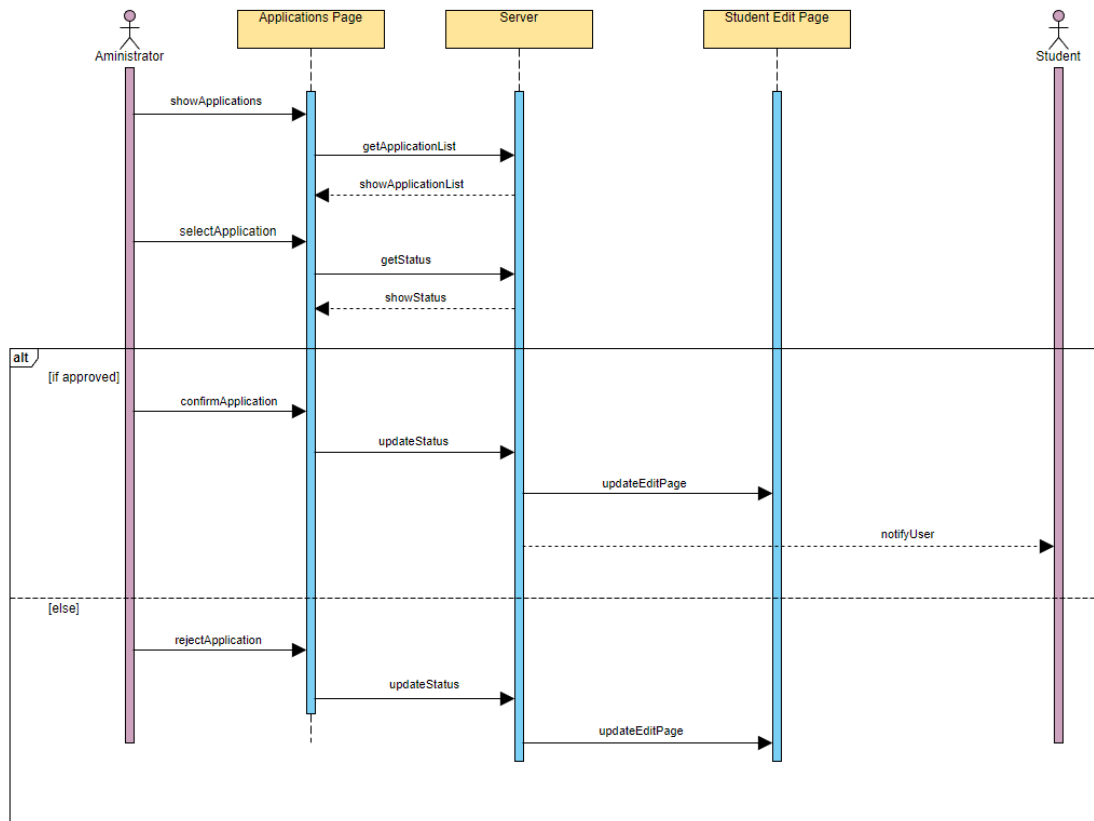 Applications Page
Server
Student Edit Page
Aministrator
Student
showApplications
getApplicationList
showApplicationList
selectApplication
getStatus
showStatus
alt
[if approved]
confirmApplication
updateStatus
updateEditPage
notifyUser
[else]
rejectApplication
updateStatus
updateEditPage